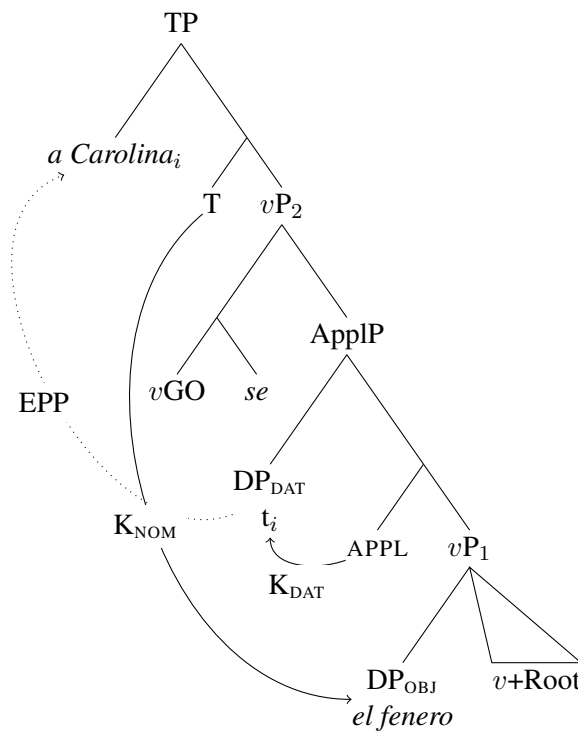 TP
a Carolinaᵢ
T vP₂
ApplP
vGO se
EPP
DP_DAT
tᵢ
K_NOM APPL vP₁
K_DAT
DP_OBJ v+Root
el fenero